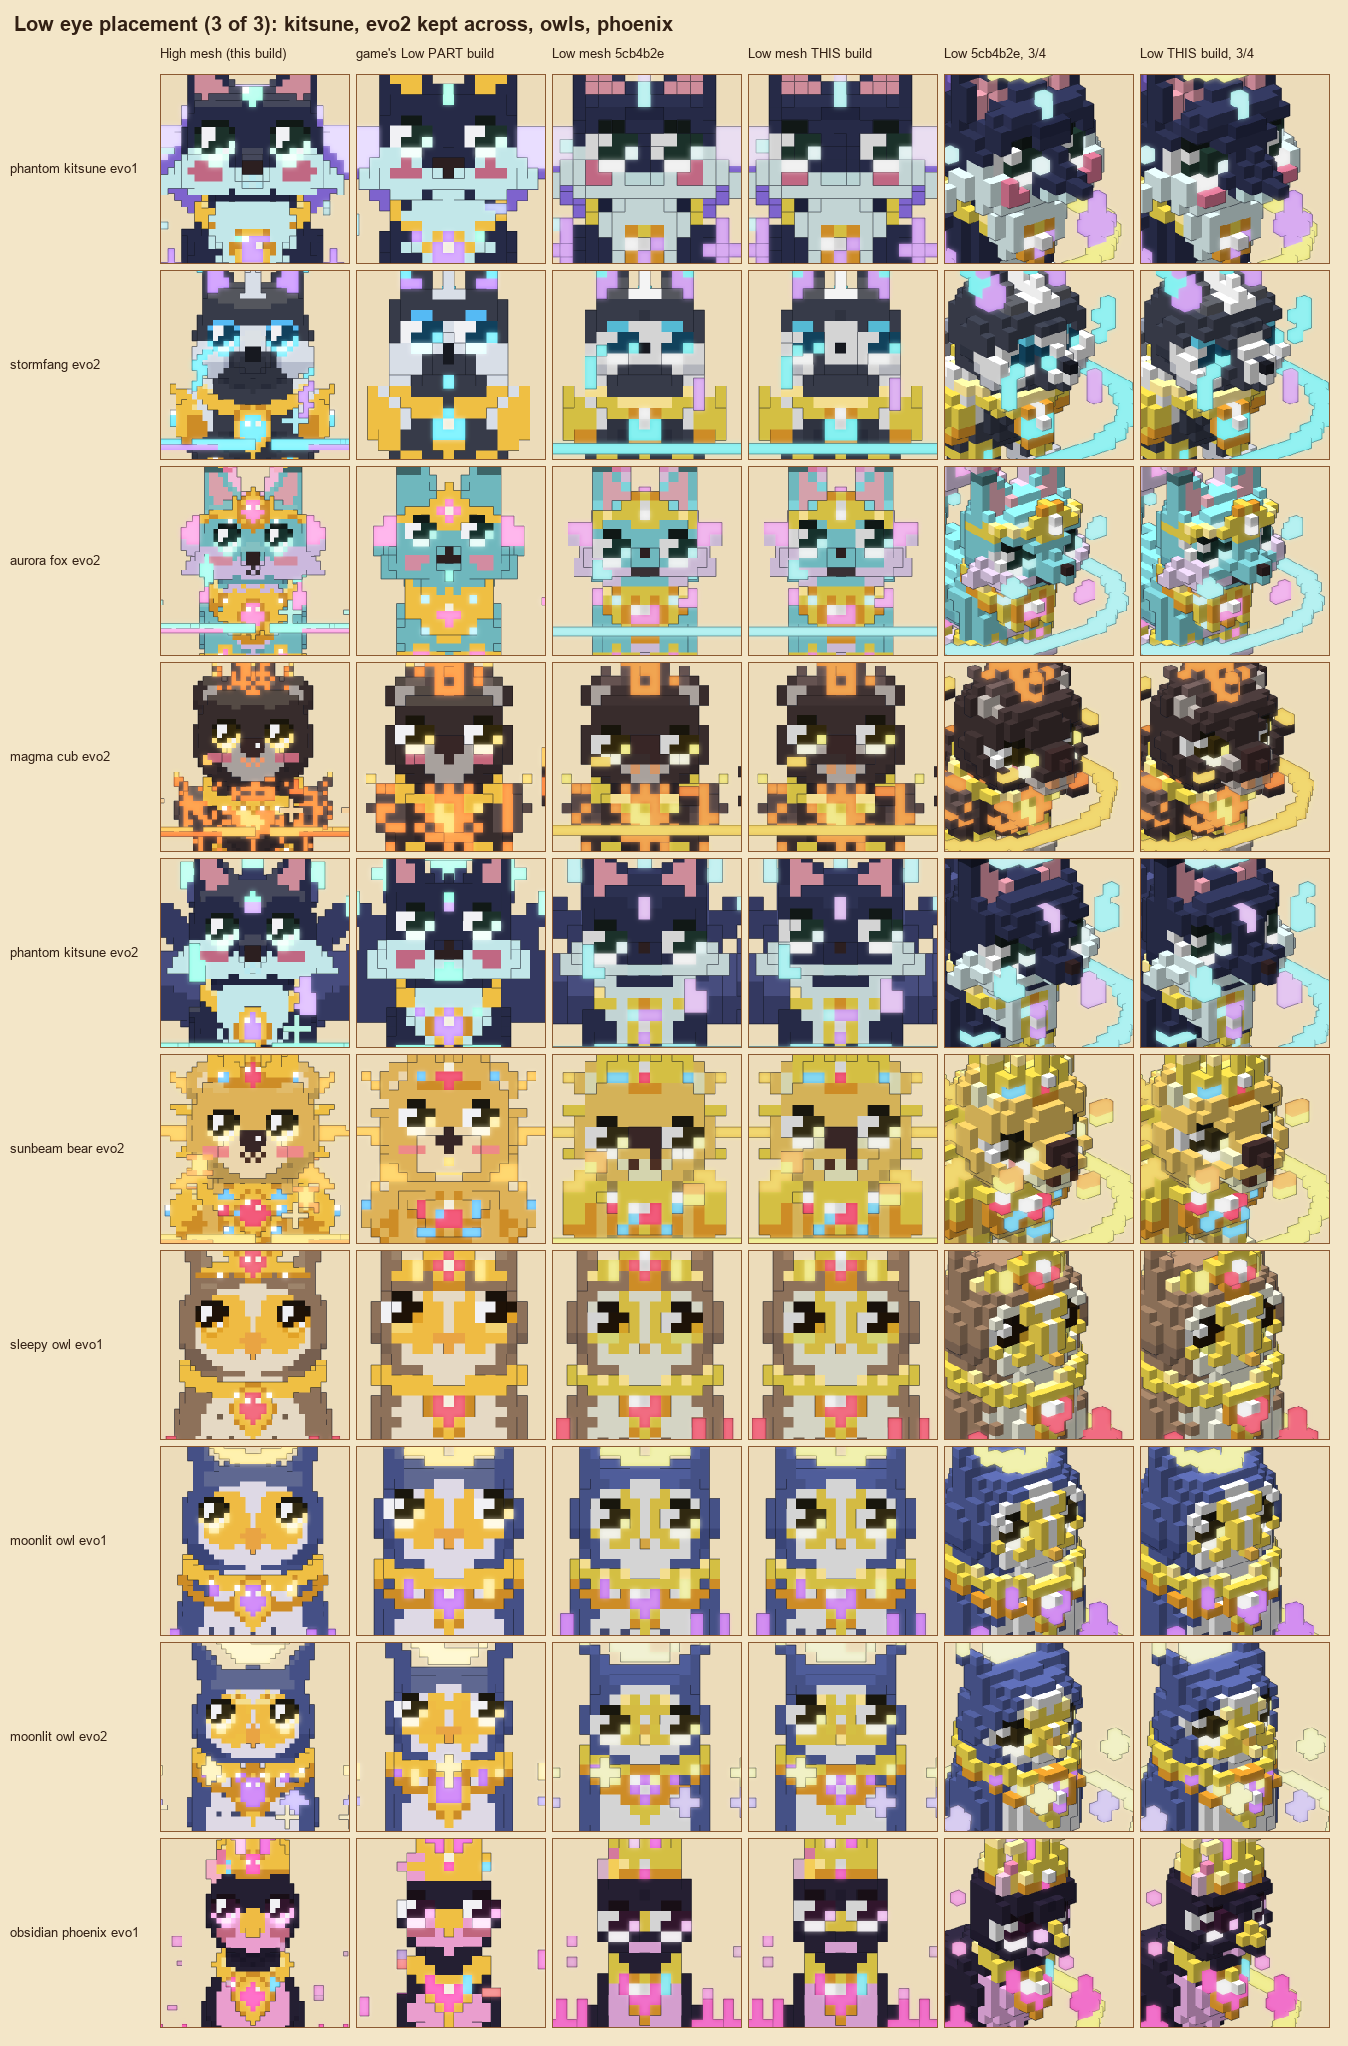 Low eye placement (3 of 3): kitsune, evo2 kept across, owls, phoenix
High mesh (this build) game's Low PART build Low mesh 5cb4b2e Low mesh THIS build Low 5cb4b2e, 3/4 Low THIS build, 3/4
phantom kitsune evo1
stormfang evo2
aurora fox evo2
magma cub evo2
phantom kitsune evo2
sunbeam bear evo2
sleepy owl evo1
moonlit owl evo1
moonlit owl evo2
obsidian phoenix evo1